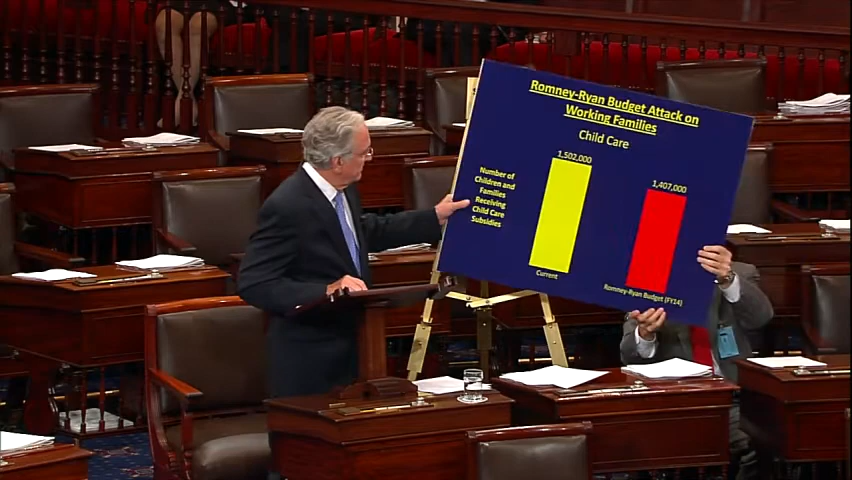 Romney-Ryan Budget Attack on
Working Families
Child Care
1,502,000
1,407,000
Number of
Children and
Families
Receiving
Child Care
Subsidies
Current
Romney-Ryan Budget (FY14)